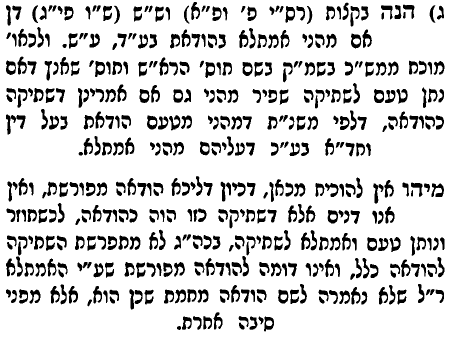 ג) הנה בקצות (רס"י פ' ופ"א) וש"ש (ש"ו פי"ג) דן
אם מהני אמתלא בהודאת בע"ד, ע"ש. ולכאו'
מוכח ממש"כ בשמ"ק בשם תוס' הרא"ש ותוס' שאנץ דאם
נתן טעם לשתיקה שפיר מהני גם אם אמרינן דשתיקה
כהודאה, דלפי משנ"ת דמהני מטעם הודאת בעל דין
וחד"א בע"כ דעליהם מהני אמתלא.
מיהו אין להוכיח מכאן, דכיון דליכא הודאה מפורשת, ואין
אנו דנים אלא דשתיקה כזו הוה כהודאה, לכשחוזר
ונותן טעם ואמתלא לשתיקה, בכה"ג לא מתפרשת השתיקה
להודאה כלל, ואינו דומה להודאה מפורשת שע"י האמתלא
ר"ל שלא נאמרה לשם הודאה מחמת שכן הוא, אלא מפני
סיבה אחרת.